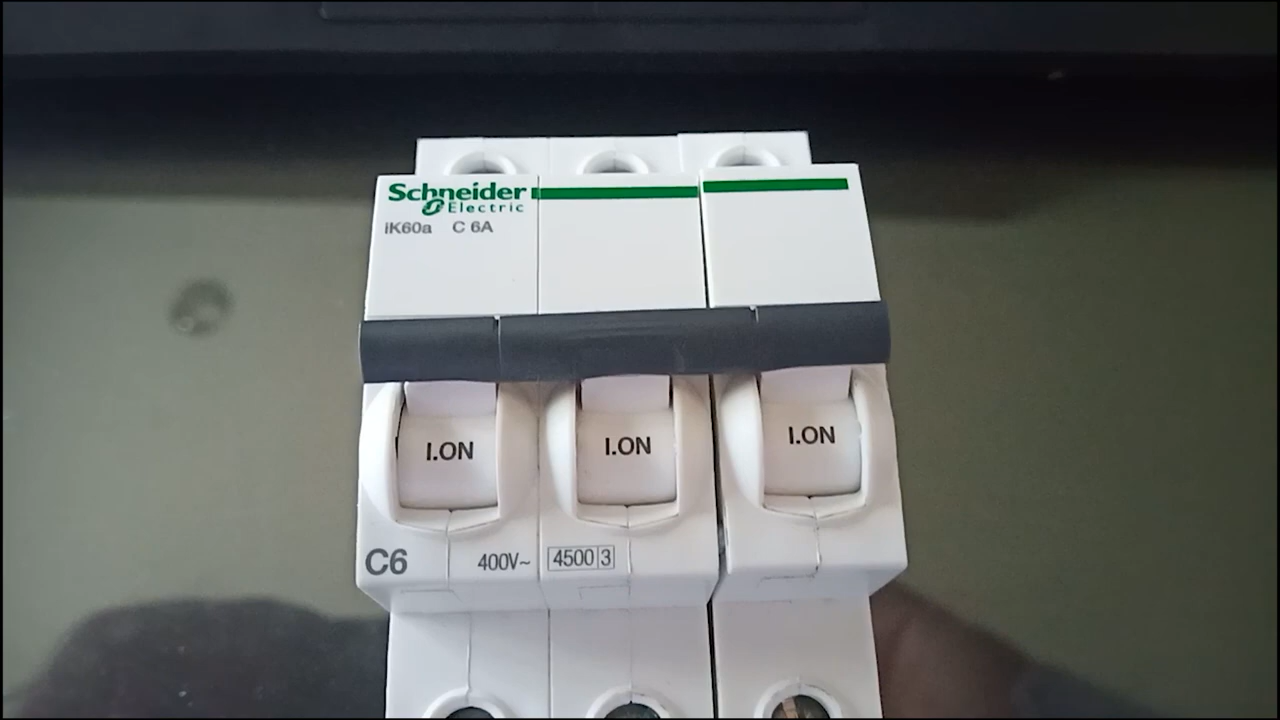 Schneider
Electric
iK60a C 6A
I.ON I.ON I.ON
C6 400V~ 4500 3